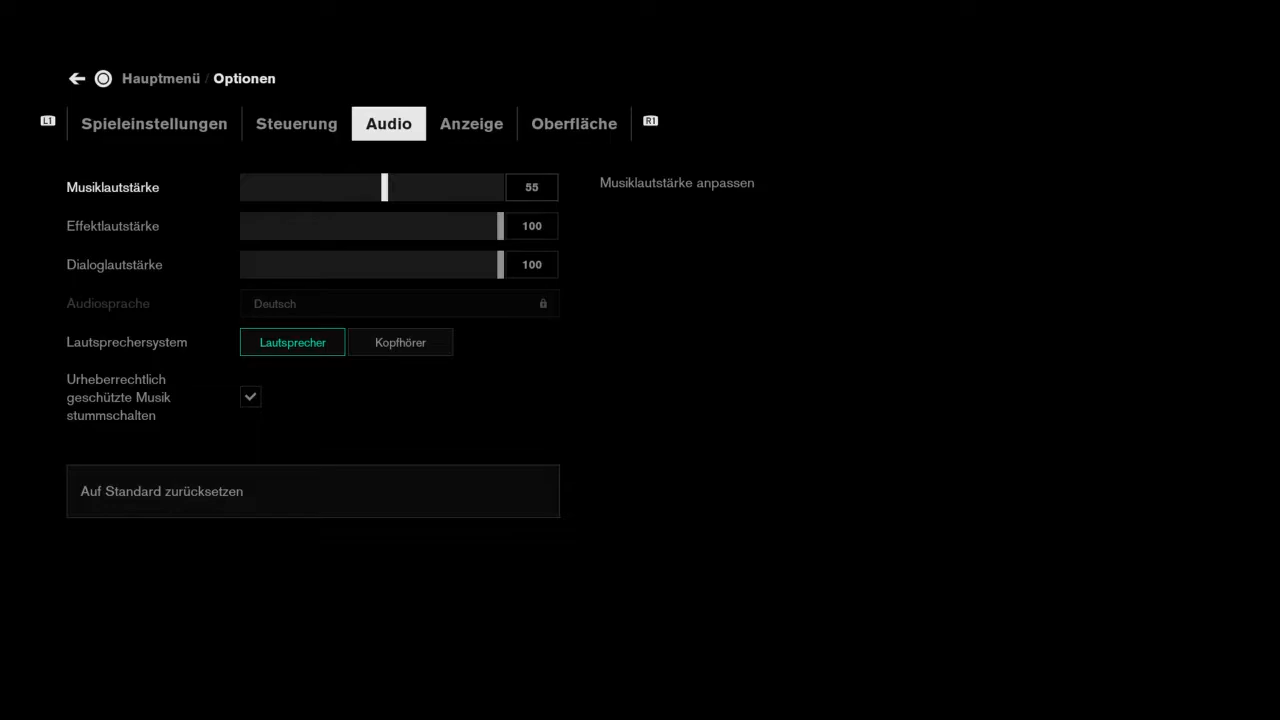 Hauptmenü / Optionen
L1 Spieleinstellungen Steuerung Audio Anzeige Oberfläche R1
Musiklautstärke 55 Musiklautstärke anpassen
Effektlautstärke 100
Dialoglautstärke 100
Audiosprache Deutsch
Lautsprechersystem Lautsprecher Kopfhörer
Urheberrechtlich
geschützte Musik
stummschalten
Auf Standard zurücksetzen